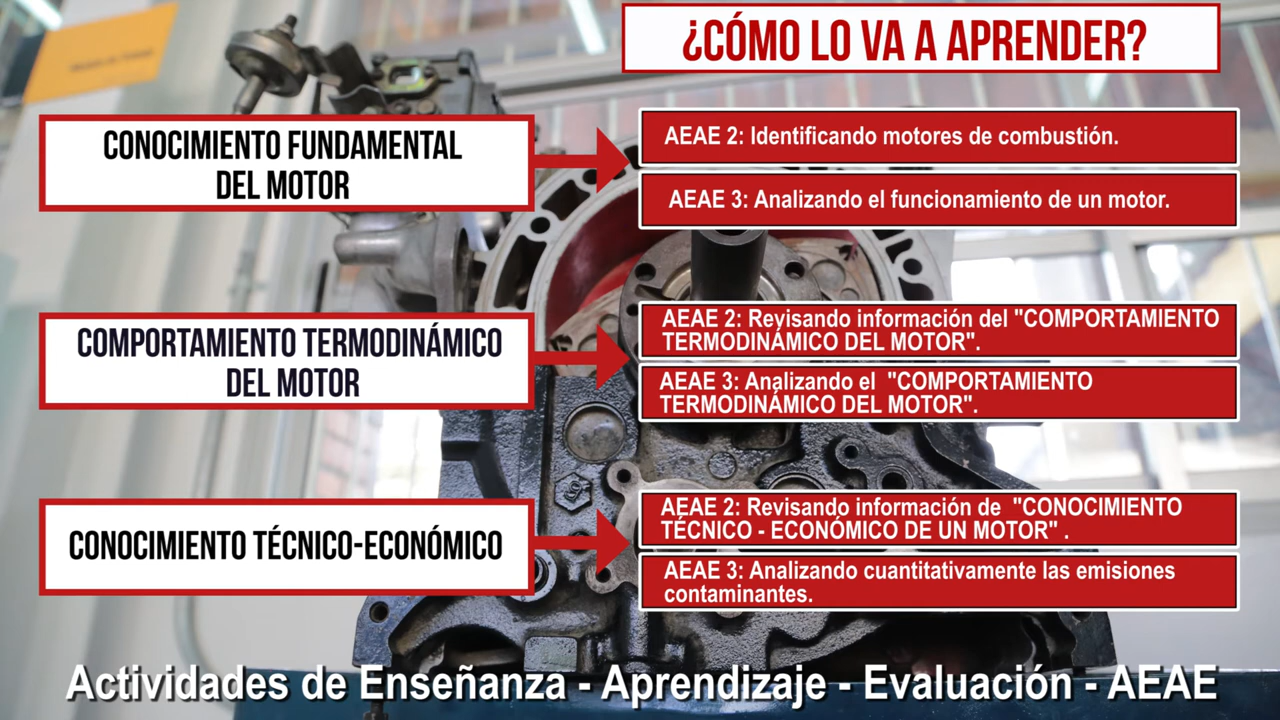 ¿CÓMO LO VA A APRENDER?
CONOCIMIENTO FUNDAMENTAL
DEL MOTOR
AEAE 2: Identificando motores de combustión.
AEAE 3: Analizando el funcionamiento de un motor.
COMPORTAMIENTO TERMODINÁMICO
DEL MOTOR
AEAE 2: Revisando información del "COMPORTAMIENTO
TERMODINÁMICO DEL MOTOR".
AEAE 3: Analizando el "COMPORTAMIENTO
TERMODINÁMICO DEL MOTOR".
CONOCIMIENTO TÉCNICO-ECONÓMICO
AEAE 2: Revisando información de "CONOCIMIENTO
TÉCNICO - ECONÓMICO DE UN MOTOR" .
AEAE 3: Analizando cuantitativamente las emisiones
contaminantes.
Actividades de Enseñanza - Aprendizaje - Evaluación - AEAE